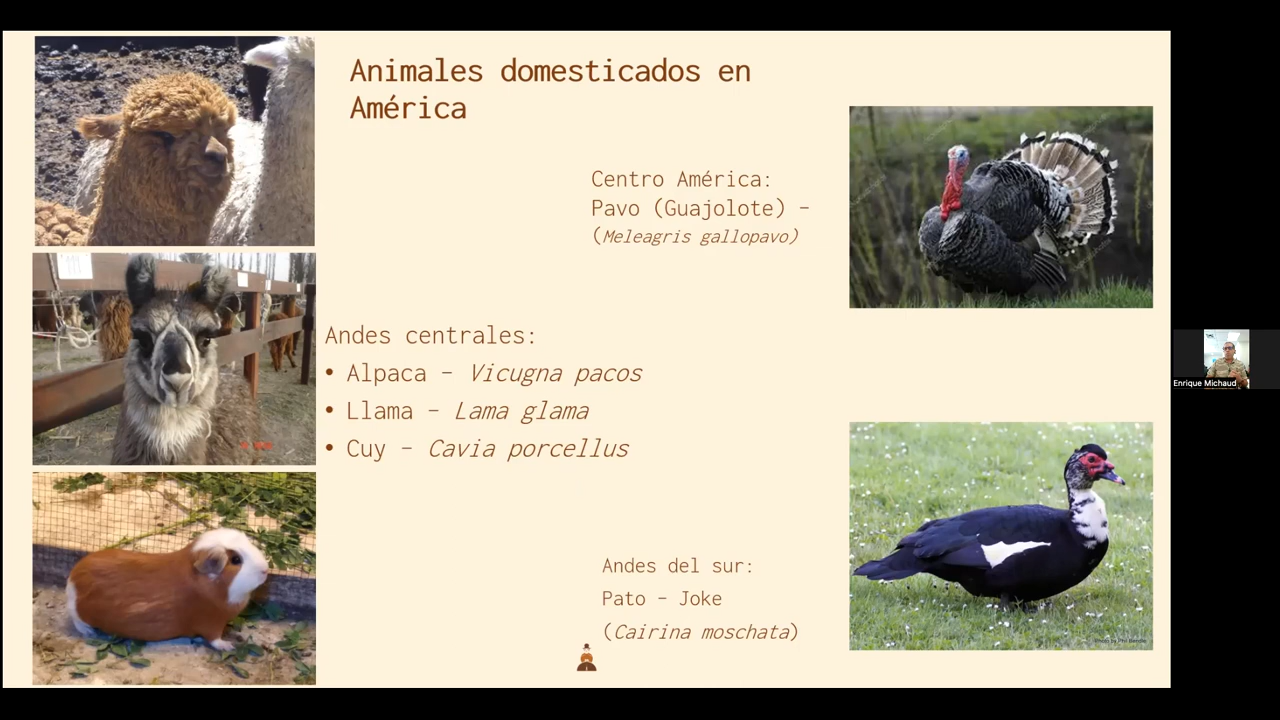 Animales domesticados en
América
Centro América:
Pavo (Guajolote) –
(Meleagris gallopavo)
Andes centrales:
• Alpaca – Vicugna pacos
• Llama – Lama glama
• Cuy – Cavia porcellus
Andes del sur:
Pato – Joke
(Cairina moschata)
Enrique Michaud